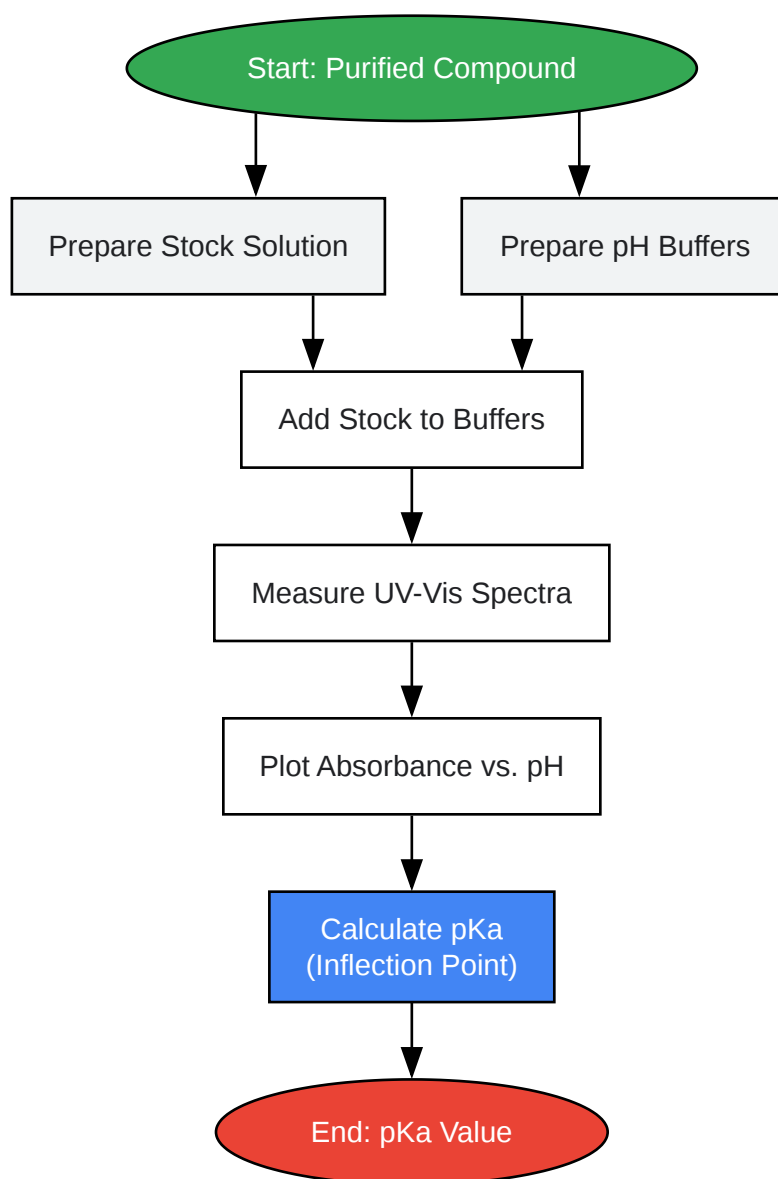 Start: Purified Compound
Prepare Stock Solution
Prepare pH Buffers
Add Stock to Buffers
Measure UV-Vis Spectra
Plot Absorbance vs. pH
Calculate pKa
(Inflection Point)
End: pKa Value